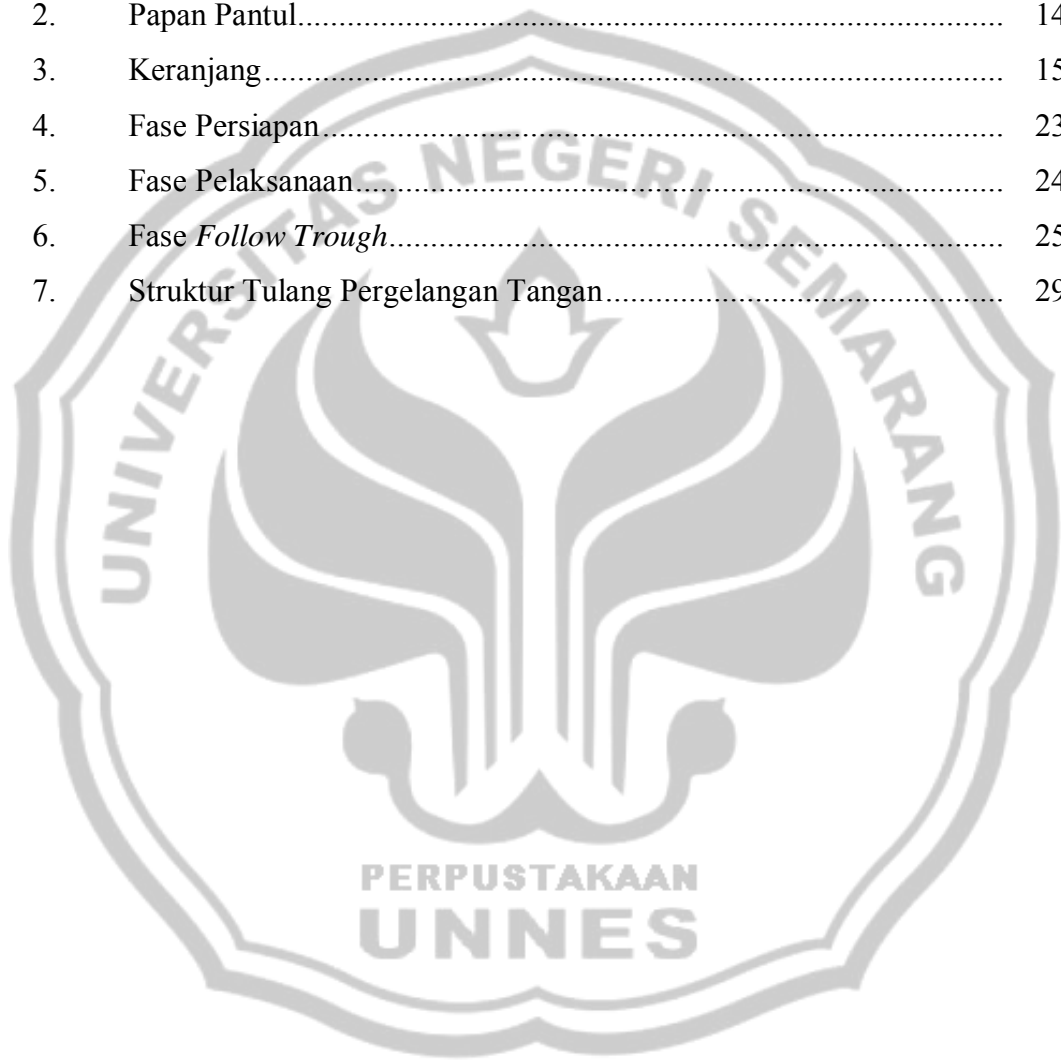 2. Papan Pantul.......................................................................................... 14
3. Keranjang.............................................................................................. 15
4. Fase Persiapan....................................................................................... 23
5. Fase Pelaksanaan................................................................................... 24
6. Fase Follow Trough............................................................................... 25
7. Struktur Tulang Pergelangan Tangan.................................................... 29
UNIVERSITAS NEGERI SEMARANG
PERPUSTAKAAN
UNNES